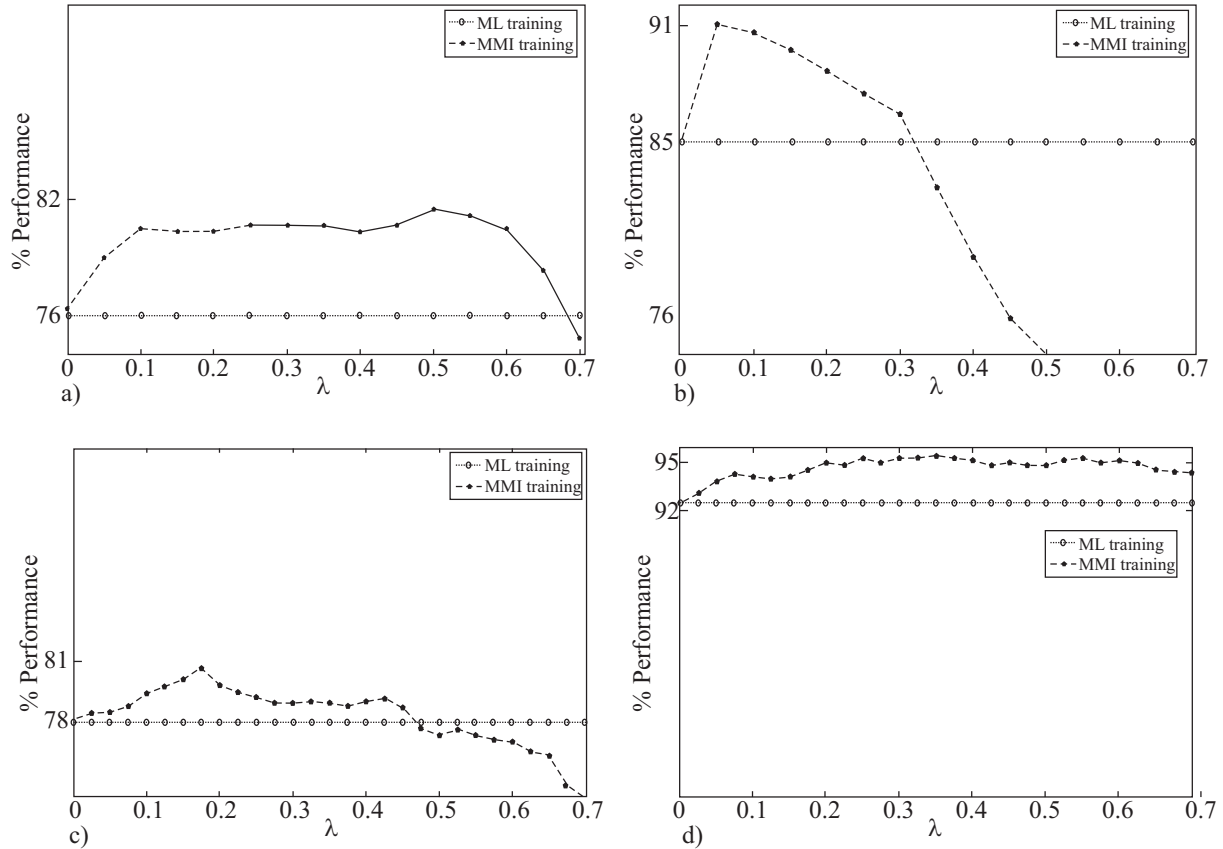 ML training
MMI training
% Performance
82
76
0 0.1 0.2 0.3 0.4 0.5 0.6 0.7
λ
a)
ML training
MMI training
% Performance
91
85
76
0 0.1 0.2 0.3 0.4 0.5 0.6 0.7
λ
b)
ML training
MMI training
% Performance
81
78
0 0.1 0.2 0.3 0.4 0.5 0.6 0.7
λ
c)
95
92
ML training
MMI training
% Performance
0 0.1 0.2 0.3 0.4 0.5 0.6 0.7
λ
d)